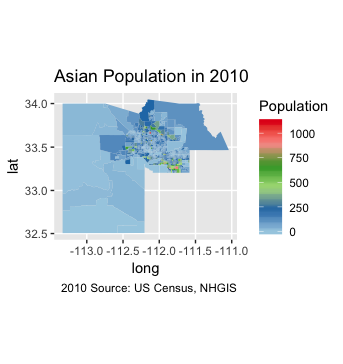 Asian Population in 2010
Population
1000
750
500
250
0
34.0
33.5
33.0
32.5
lat
-113.0 -112.5 -112.0 -111.5 -111.0
long
2010 Source: US Census, NHGIS